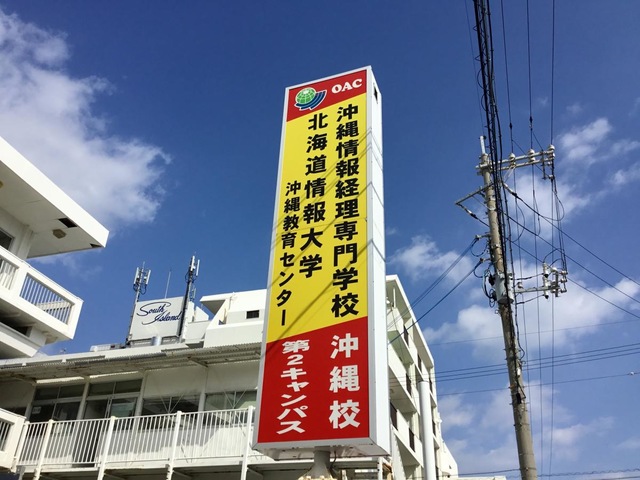 OAC
沖縄情報経理専門学校
北海道情報大学
沖縄教育センター
沖縄校
第2キャンパス
South Island